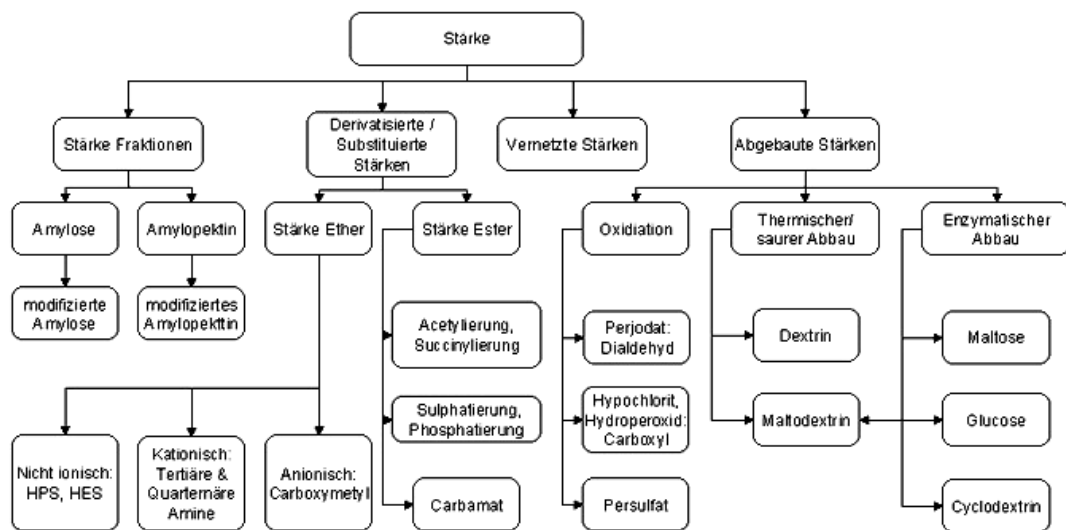 Stärke
Stärke Fraktionen
Derivatisierte /
Substituierte
Stärken
Vernetzte Stärken
Abgebaute Stärken
Amylose
Amylopektin
Stärke Ether
Stärke Ester
Oxidiation
Thermischer/
saurer Abbau
Enzymatischer
Abbau
modifizierte
Amylose
modifiziertes
Amylopekttin
Acetylierung,
Succinylierung
Perjodat:
Dialdehyd
Dextrin
Maltose
Sulphatierung,
Phosphatierung
Hypochlorit,
Hydroperoxid:
Carboxyl
Maltodextrin
Glucose
Nicht ionisch:
HPS, HES
Kationisch:
Tertiäre &
Quarternäre
Amine
Anionisch:
Carboxymetyl
Carbamat
Persulfat
Cyclodextrin